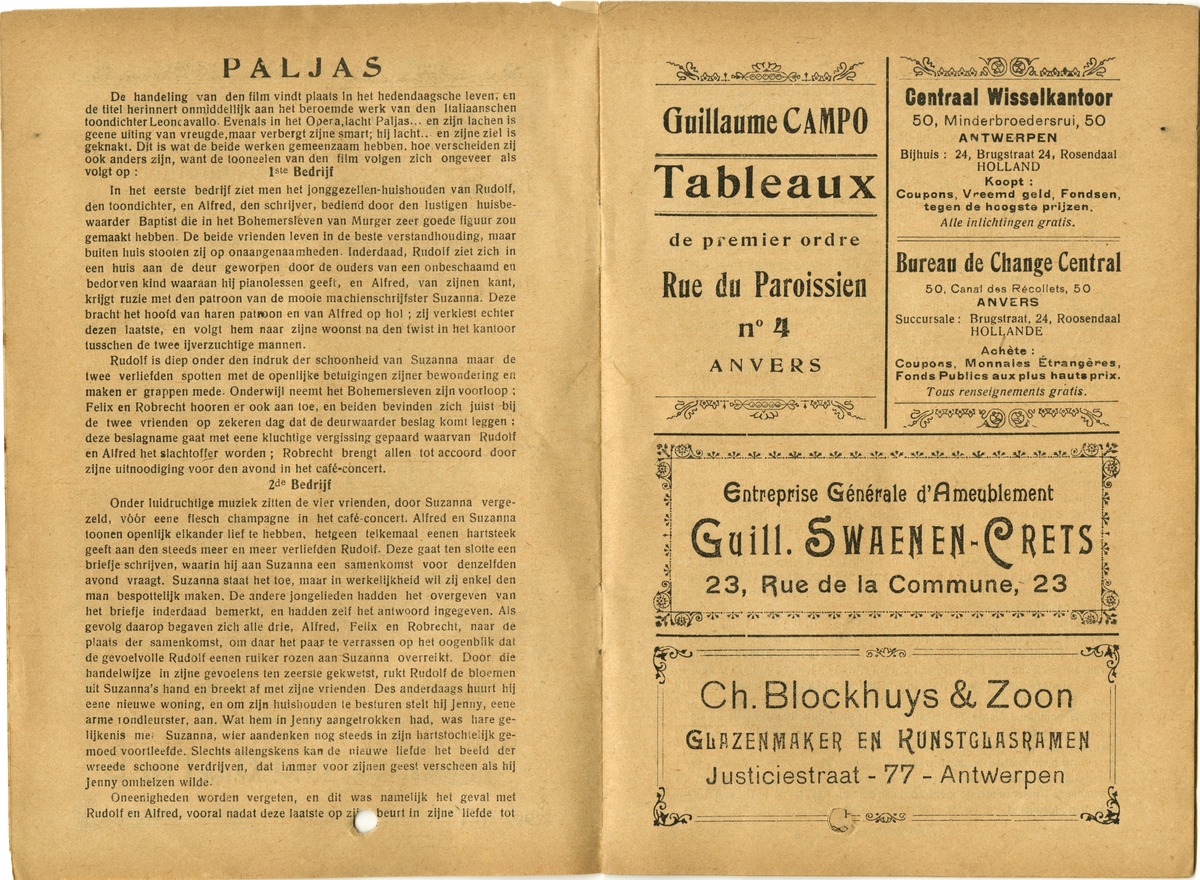 PALJAS
De handeling van den film vindt plaats in het hedendaagsche leven, en
de titel herinnert onmiddellijk aan het beroemde werk van den Italiaanschen
toondichter Leoncavallo. Evenals in het Opera, lacht Paljas... en zijn lachen is
geene uiting van vreugde, maar verbergt zijne smart; hij lacht.. en zijne ziel is
geknakt. Dit is wat de beide werken gemeenzaam hebben. hoe verscheiden zij
ook anders zijn, want de tooneelen van den film volgen zich ongeveer als
volgt op :
1ste Bedrijf
In het eerste bedrijf ziet men het jonggezellen-huishouden van Rudolf,
den toondichter, en Alfred, den schrijver, bediend door den lustigen huisbe-
waarder Baptist die in het Bohemersleven van Murger zeer goede figuur zou
gemaakt hebben. De beide vrienden leven in de beste verstandhouding, maar
buiten huis stooten zij op onaangenaamheden. Inderdaad, Rudolf ziet zich in
een huis aan de deur geworpen door de ouders van een onbeschaamd en
bedorven kind waaraan hij pianolessen geeft, en Alfred, van zijnen kant,
krijgt ruzie met den patroon van de mooie machienschrijfster Suzanna. Deze
bracht het hoofd van haren patroon en van Alfred op hol ; zij verkiest echter
dezen laatste, en volgt hem naar zijne woonst na den twist in het kantoor
tusschen de twee ijverzuchtige mannen.
Rudolf is diep onder den indruk der schoonheid van Suzanna maar de
twee verliefden spotten met de openlijke betuigingen zijner bewondering en
maken er grappen mede. Onderwijl neemt het Bohemersleven zijn voorloop ;
Felix en Robrecht hooren er ook aan toe, en beiden bevinden zich juist bij
de twee vrienden op zekeren dag dat de deurwaarder beslag komt leggen ;
deze beslagname gaat met eene kluchtige vergissing gepaard waarvan Rudolf
en Alfred het slachtoffer worden ; Robrecht brengt allen tot accoord door
zijne uitnoodiging voor den avond in het café-concert.
2de Bedrijf
Onder luidruchtige muziek zitten de vier vrienden, door Suzanna verge-
zeld, vóór eene flesch champagne in het café-concert. Alfred en Suzanna
toonen openlijk elkander lief te hebben, hetgeen telkemaal eenen hartsteek
geeft aan den steeds meer en meer verliefden Rudolf. Deze gaat ten slotte een
briefje schrijven, waarin hij aan Suzanna een samenkomst voor denzelfden
avond vraagt. Suzanna staat het toe, maar in werkelijkheid wil zij enkel den
man bespottelijk maken. De andere jongelieden hadden het overgeven van
het briefje inderdaad bemerkt, en hadden zelf het antwoord ingegeven. Als
gevolg daarop begaven zich alle drie, Alfred, Felix en Robrecht, naar de
plaats der samenkomst, om daar het paar te verrassen op het oogenblik dat
de gevoelvolle Rudolf eenen ruiker rozen aan Suzanna overreikt. Door die
handelwijze in zijne gevoelens ten zeerste gekwetst, rukt Rudolf de bloemen
uit Suzanna's hand en breekt af met zijne vrienden. Des anderdaags huurt hij
eene nieuwe woning, en om zijn huishouden te besturen stelt hij Jenny, eene
arme rondleurster, aan. Wat hem in Jenny aangetrokken had, was hare ge-
lijkenis me Suzanna, wier aandenken nog steeds in zijn hartstochtelijk ge-
moed voortleefde. Slechts allengskens kan de nieuwe liefde het beeld der
wreede schoone verdrijven, dat immer voor zijnen geest verscheen als hij
Jenny omhelzen wilde.
Oneenigheden worden vergeten, en dit was namelijk het geval met
Rudolf en Alfred, vooral nadat deze laatste op beurt in zijne liefde tot
Guillaume CAMPO
Tableaux
de premier ordre
Rue du Paroissien
n° 4
ANVERS
Centraal Wisselkantoor
50, Minderbroedersrui, 50
ANTWERPEN
Bijhuis : 24, Brugstraat 24, Rosendaal
HOLLAND
Koopt :
Coupons, Vreemd geld, Fondsen,
tegen de hoogste prijzen.
Alle inlichtingen gratis.
Bureau de Change Central
50, Canal des Récollets, 50
ANVERS
Succursale : Brugstraat, 24, Roosendaal
HOLLANDE
Achète :
Coupons, Monnaies Étrangères,
Fonds Publics aux plus hauts prix.
Tous renseignements gratis.
Entreprise Générale d'Ameublement
Guill. SWAENEN-CRETS
23, Rue de la Commune, 23
Ch. Blockhuys & Zoon
GLAZENMAKER EN KUNSTGLASRAMEN
Justiciestraat - 77 - Antwerpen